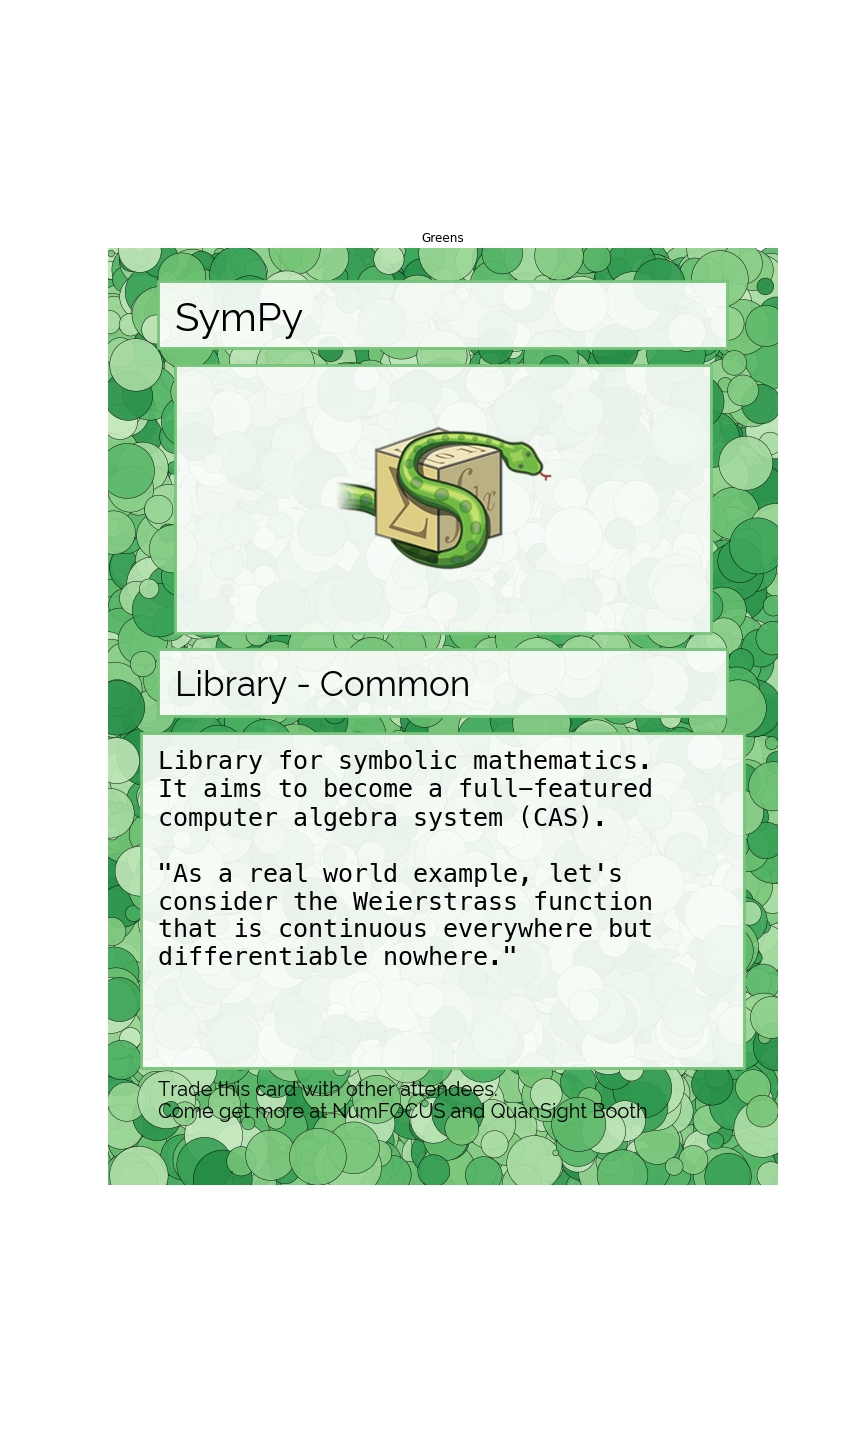 Greens
SymPy
Library - Common
Library for symbolic mathematics.
It aims to become a full-featured
computer algebra system (CAS).
"As a real world example, let's
consider the Weierstrass function
that is continuous everywhere but
differentiable nowhere."
Trade this card with other attendees.
Come get more at NumFOCUS and QuanSight Booth